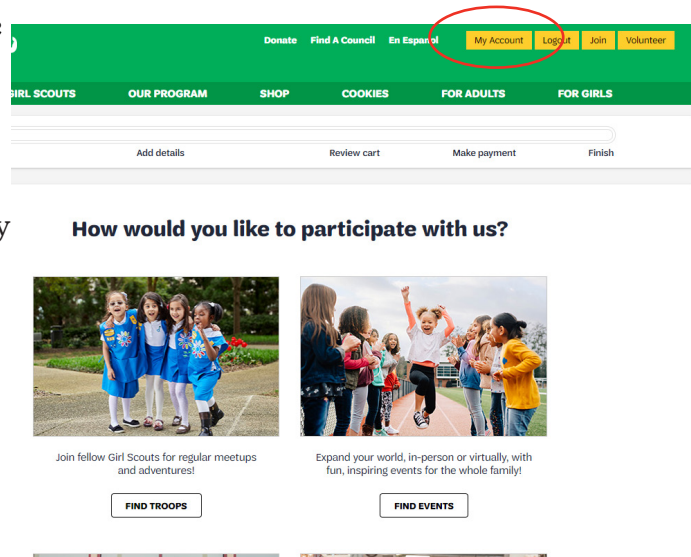 Donate Find A Council En Español My Account Logout Join Volunteer
GIRL SCOUTS OUR PROGRAM SHOP COOKIES FOR ADULTS FOR GIRLS
Add details Review cart Make payment Finish
y
How would you like to participate with us?
Join fellow Girl Scouts for regular meetups
and adventures!
FIND TROOPS
Expand your world, in-person or virtually, with
fun, inspiring events for the whole family!
FIND EVENTS